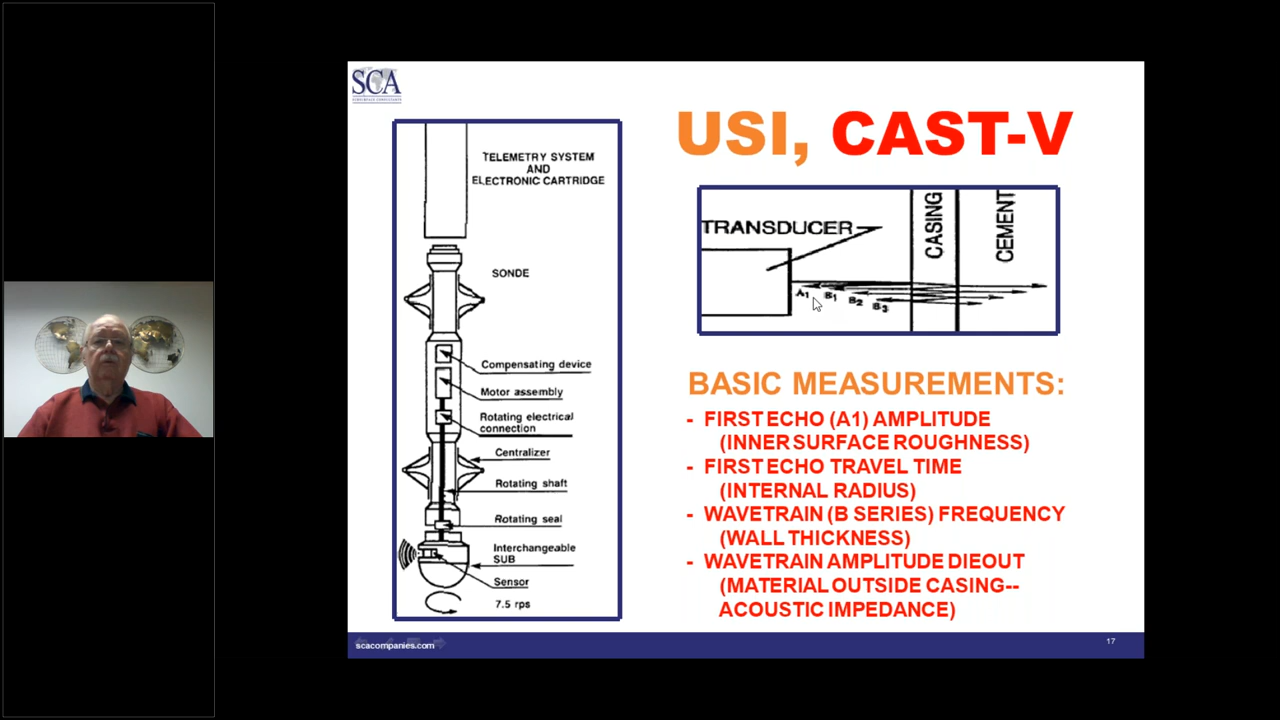 SCA
SUBSURFACE CONSULTANTS
USI, CAST-V
TELEMETRY SYSTEM
AND
ELECTRONIC CARTRIDGE
SONDE
Compensating device
Motor assembly
Rotating electrical
connection
Centralizer
Rotating shaft
Rotating seal
Interchangeable
SUB
Sensor
7.5 rps
TRANSDUCER
CASING
CEMENT
A1 B1 B2 B3
BASIC MEASUREMENTS:
- FIRST ECHO (A1) AMPLITUDE
(INNER SURFACE ROUGHNESS)
- FIRST ECHO TRAVEL TIME
(INTERNAL RADIUS)
- WAVETRAIN (B SERIES) FREQUENCY
(WALL THICKNESS)
- WAVETRAIN AMPLITUDE DIEOUT
(MATERIAL OUTSIDE CASING--
ACOUSTIC IMPEDANCE)
scacompanies.com
17